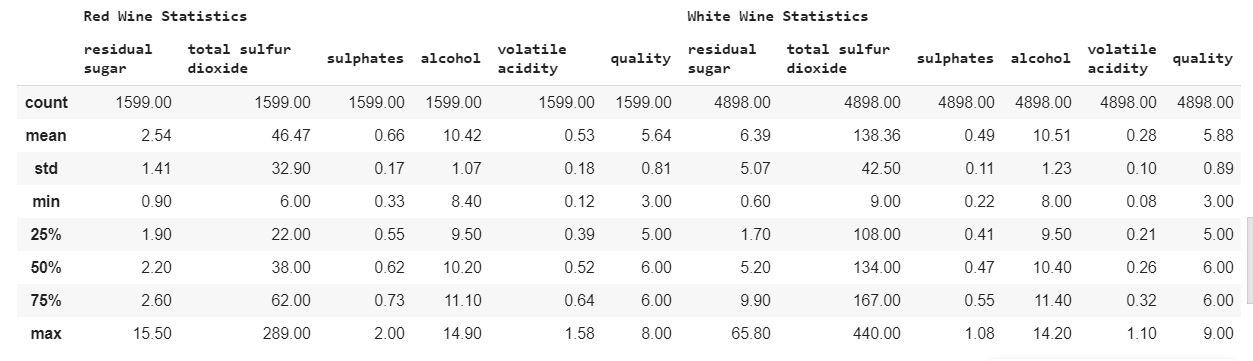 Red Wine Statistics White Wine Statistics
residual sugar total sulfur dioxide sulphates alcohol volatile acidity quality residual sugar total sulfur dioxide sulphates alcohol volatile acidity quality
count 1599.00 1599.00 1599.00 1599.00 1599.00 1599.00 4898.00 4898.00 4898.00 4898.00 4898.00 4898.00
mean 2.54 46.47 0.66 10.42 0.53 5.64 6.39 138.36 0.49 10.51 0.28 5.88
std 1.41 32.90 0.17 1.07 0.18 0.81 5.07 42.50 0.11 1.23 0.10 0.89
min 0.90 6.00 0.33 8.40 0.12 3.00 0.60 9.00 0.22 8.00 0.08 3.00
25% 1.90 22.00 0.55 9.50 0.39 5.00 1.70 108.00 0.41 9.50 0.21 5.00
50% 2.20 38.00 0.62 10.20 0.52 6.00 5.20 134.00 0.47 10.40 0.26 6.00
75% 2.60 62.00 0.73 11.10 0.64 6.00 9.90 167.00 0.55 11.40 0.32 6.00
max 15.50 289.00 2.00 14.90 1.58 8.00 65.80 440.00 1.08 14.20 1.10 9.00